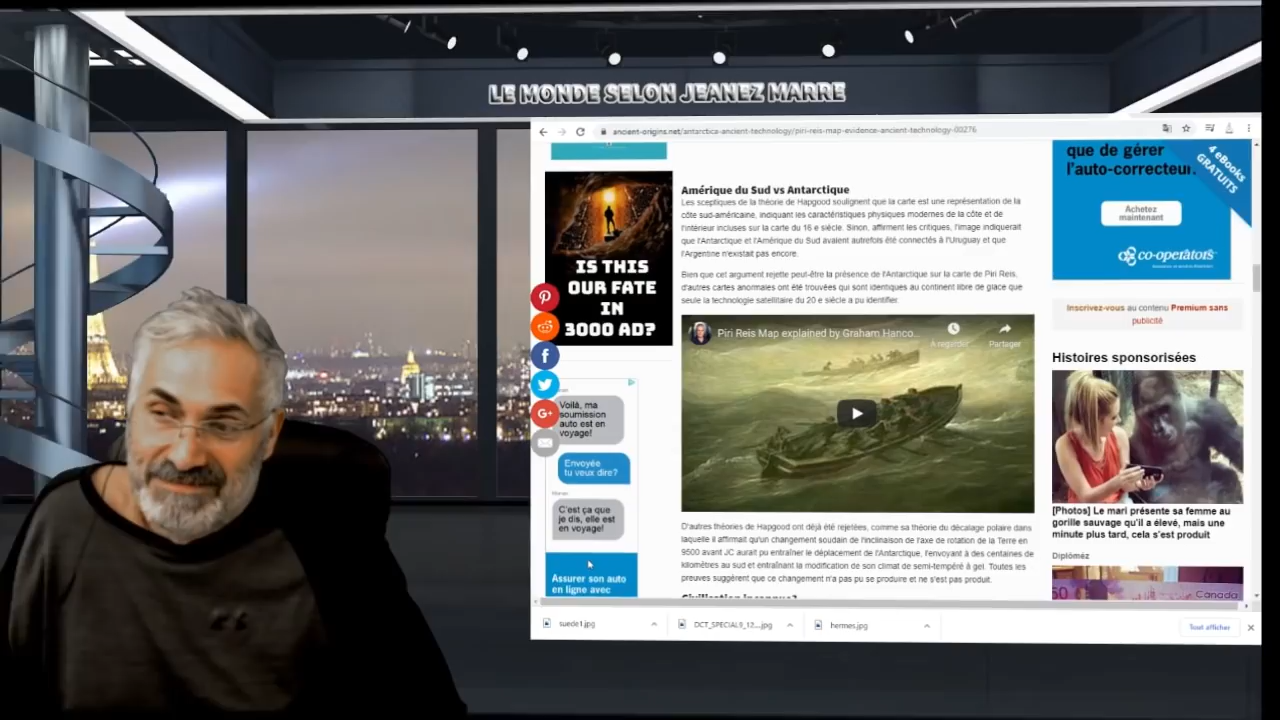 LE MONDE SELON JEANEZ MARRE
ancient-origins.net/antarctica-ancient-technology/piri-reis-map-evidence-ancient-technology-00276
IS THIS
OUR FATE
IN
3000 AD?
Voilà, ma
soumission
auto est en
voyage!
Envoyée
tu veux dire?
C'est ça que
je dis, elle est
en voyage!
Assurer son auto
en ligne avec
Amérique du Sud vs Antarctique
Les sceptiques de la théorie de Hapgood soulignent que la carte est une représentation de la
côte sud-américaine, indiquant les caractéristiques physiques modernes de la côte et de
l'intérieur incluses sur la carte du 16 e siècle. Sinon, affirment les critiques, l'image indiquerait
que l'Antarctique et l'Amérique du Sud avaient autrefois été connectés à l'Uruguay et que
l'Argentine n'existait pas encore.
Bien que cet argument rejette peut-être la présence de l'Antarctique sur la carte de Piri Reis,
d'autres cartes anormales ont été trouvées qui sont identiques au continent libre de glace que
seule la technologie satellitaire du 20 e siècle a pu identifier.
Piri Reis Map explained by Graham Hanco...
À regarder ...
Partager
D'autres théories de Hapgood ont déjà été rejetées, comme sa théorie du décalage polaire dans
laquelle il affirmait qu'un changement soudain de l'inclinaison de l'axe de rotation de la Terre en
9500 avant JC aurait pu entraîner le déplacement de l'Antarctique, l'envoyant à des centaines de
kilomètres au sud et entraînant la modification de son climat de semi-tempéré à gel. Toutes les
preuves suggèrent que ce changement n'a pas pu se produire et ne s'est pas produit.
Civilisation inconnue?
que de gérer
l'auto-correcteur.
4 eBooks
GRATUITS
Achetez
maintenant
co-operators
Inscrivez-vous au contenu Premium sans
publicité
Histoires sponsorisées
[Photos] Le mari présente sa femme au
gorille sauvage qu'il a élevé, mais une
minute plus tard, cela s'est produit
Diplôméz
50
Canada
suede1.jpg
DCT_SPECIAL9_12....jpg
hermes.jpg
Tout afficher